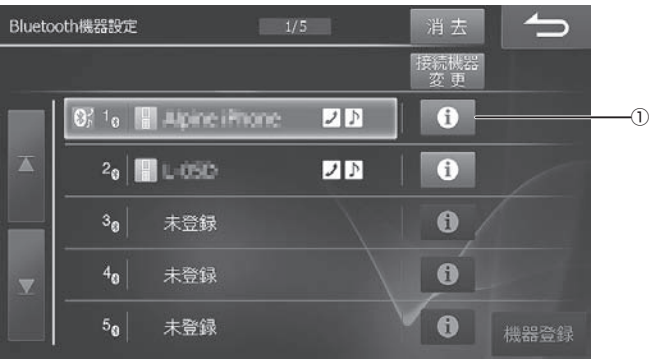 Bluetooth機器設定 1/5 消去
接続機器
変更
1 ①
2 L-05D
3 未登録
4 未登録
5 未登録
機器登録